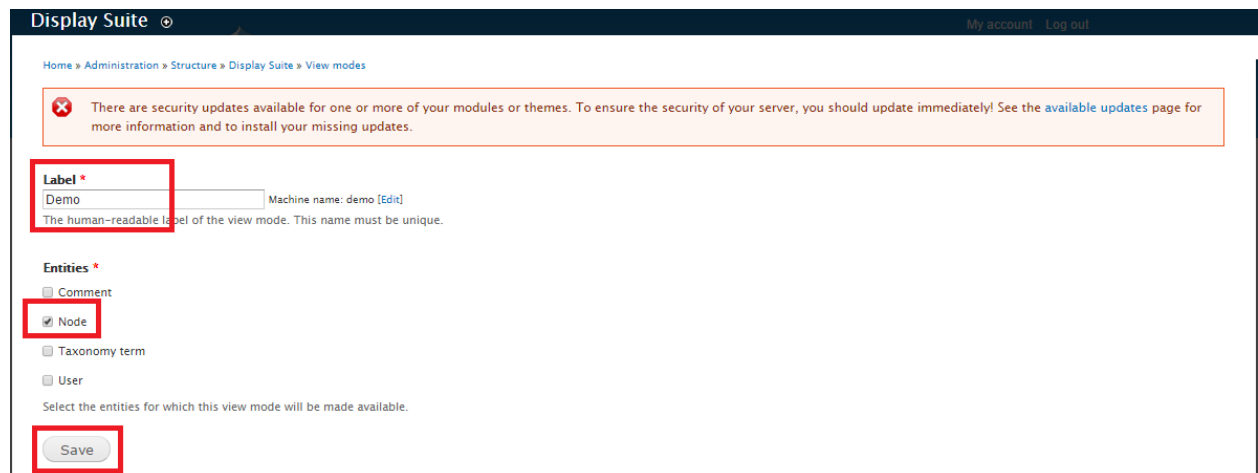 Display Suite
My account Log out
Home » Administration » Structure » Display Suite » View modes
There are security updates available for one or more of your modules or themes. To ensure the security of your server, you should update immediately! See the available updates page for
more information and to install your missing updates.
Label *
Demo Machine name: demo [Edit]
The human-readable label of the view mode. This name must be unique.
Entities *
Comment
Node
Taxonomy term
User
Select the entities for which this view mode will be made available.
Save